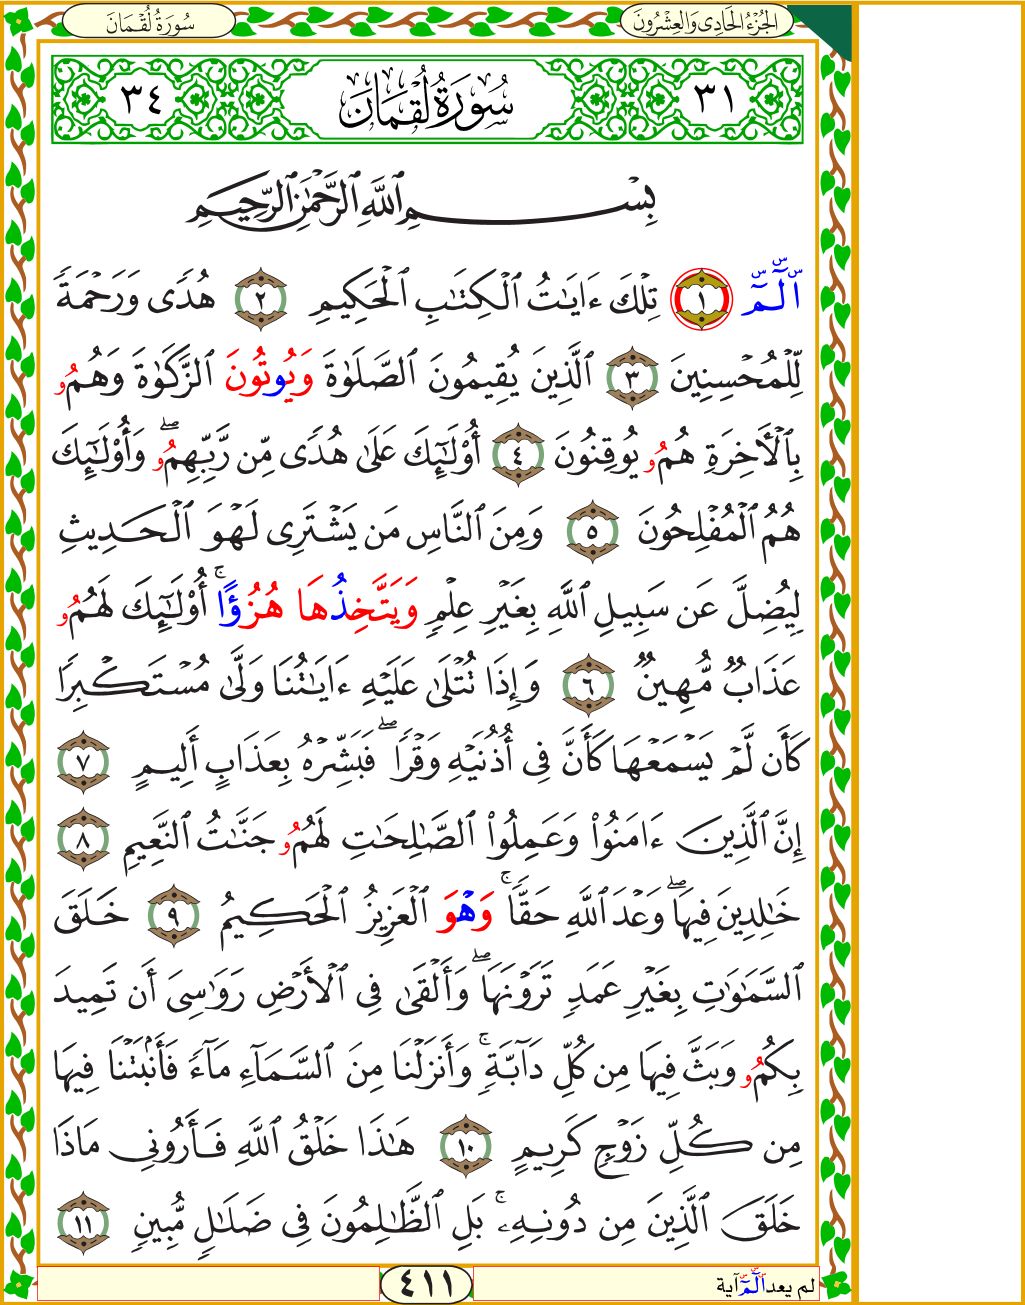 الجُزْءُ الحَادِى وَالعِشْرُونَ
سُورَةُ لُقْمَانَ
٣١ سُورَةُ لُقْمَانَ ٣٤
بِسْمِ ٱللَّهِ ٱلرَّحْمَٰنِ ٱلرَّحِيمِ
الٓمٓ ١ تِلْكَ ءَايَٰتُ ٱلْكِتَٰبِ ٱلْحَكِيمِ ٢ هُدًى وَرَحْمَةً
لِّلْمُحْسِنِينَ ٣ ٱلَّذِينَ يُقِيمُونَ ٱلصَّلَوٰةَ وَيُوتُونَ ٱلزَّكَوٰةَ وَهُمُو
بِٱلْأَخِرَةِ هُمُو يُوقِنُونَ ٤ أُوْلَٰٓئِكَ عَلَىٰ هُدًى مِّن رَّبِّهِمُوۖ وَأُوْلَٰٓئِكَ
هُمُ ٱلْمُفْلِحُونَ ٥ وَمِنَ ٱلنَّاسِ مَن يَشْتَرِى لَهْوَ ٱلْحَدِيثِ
لِيُضِلَّ عَن سَبِيلِ ٱللَّهِ بِغَيْرِ عِلْمٍ وَيَتَّخِذُهَا هُزُؤًاۚ أُوْلَٰٓئِكَ لَهُمُو
عَذَابٌ مُّهِينٌ ٦ وَإِذَا تُتْلَىٰ عَلَيْهِ ءَايَٰتُنَا وَلَّىٰ مُسْتَكْبِرًا
كَأَن لَّمْ يَسْمَعْهَا كَأَنَّ فِى أُذُنَيْهِ وَقْرًاۖ فَبَشِّرْهُ بِعَذَابٍ أَلِيمٍ ٧
إِنَّ ٱلَّذِينَ ءَامَنُوا۟ وَعَمِلُوا۟ ٱلصَّٰلِحَٰتِ لَهُمُو جَنَّٰتُ ٱلنَّعِيمِ ٨
خَٰلِدِينَ فِيهَاۖ وَعْدَ ٱللَّهِ حَقًّاۚ وَهْوَ ٱلْعَزِيزُ ٱلْحَكِيمُ ٩ خَلَقَ
ٱلسَّمَٰوَٰتِ بِغَيْرِ عَمَدٍ تَرَوْنَهَاۖ وَأَلْقَىٰ فِى ٱلْأَرْضِ رَوَٰسِىَ أَن تَمِيدَ
بِكُمُو وَبَثَّ فِيهَا مِن كُلِّ دَآبَّةٍۚ وَأَنزَلْنَا مِنَ ٱلسَّمَآءِ مَآءً فَأَنۢبَتْنَا فِيهَا
مِن كُلِّ زَوْجٍ كَرِيمٍ ١٠ هَٰذَا خَلْقُ ٱللَّهِ فَأَرُونِى مَاذَا
خَلَقَ ٱلَّذِينَ مِن دُونِهِۦۚ بَلِ ٱلظَّٰلِمُونَ فِى ضَلَٰلٍ مُّبِينٍ ١١
لم يعد الٓمٓ آية
٤١١